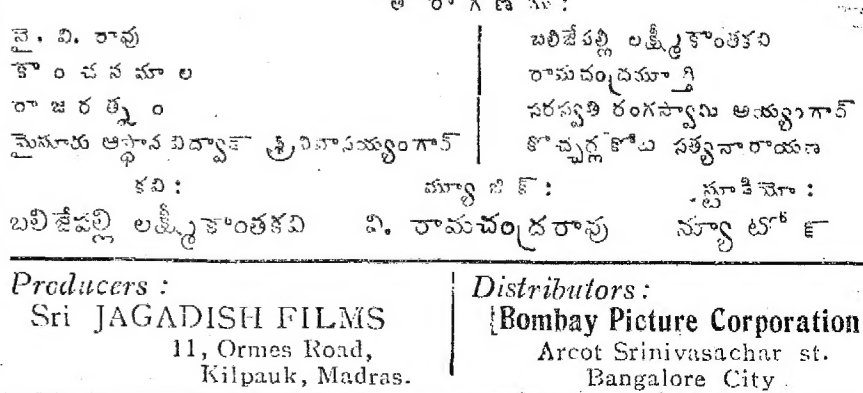 తారాగణము :
వై. వి. రావు
కాంచనమాల
రాజరత్నం
మైసూరు ఆస్థాన విద్వాన్ శ్రీనివాసయ్యంగార్
బలిజేపల్లి లక్ష్మీకాంతకవి
రామచంద్రమూర్తి
సరస్వతి రంగస్వామి అయ్యంగార్
కొచ్చర్లకోట సత్యనారాయణ
కవి : మ్యూజిక్ : స్టూడియో :
బలిజేపల్లి లక్ష్మీకాంతకవి వి. రామచంద్రరావు న్యూటోన్
Producers :
Sri JAGADISH FILMS
11, Ormes Road,
Kilpauk, Madras.
Distributors :
Bombay Picture Corporation
Arcot Srinivasachar st.
Bangalore City.